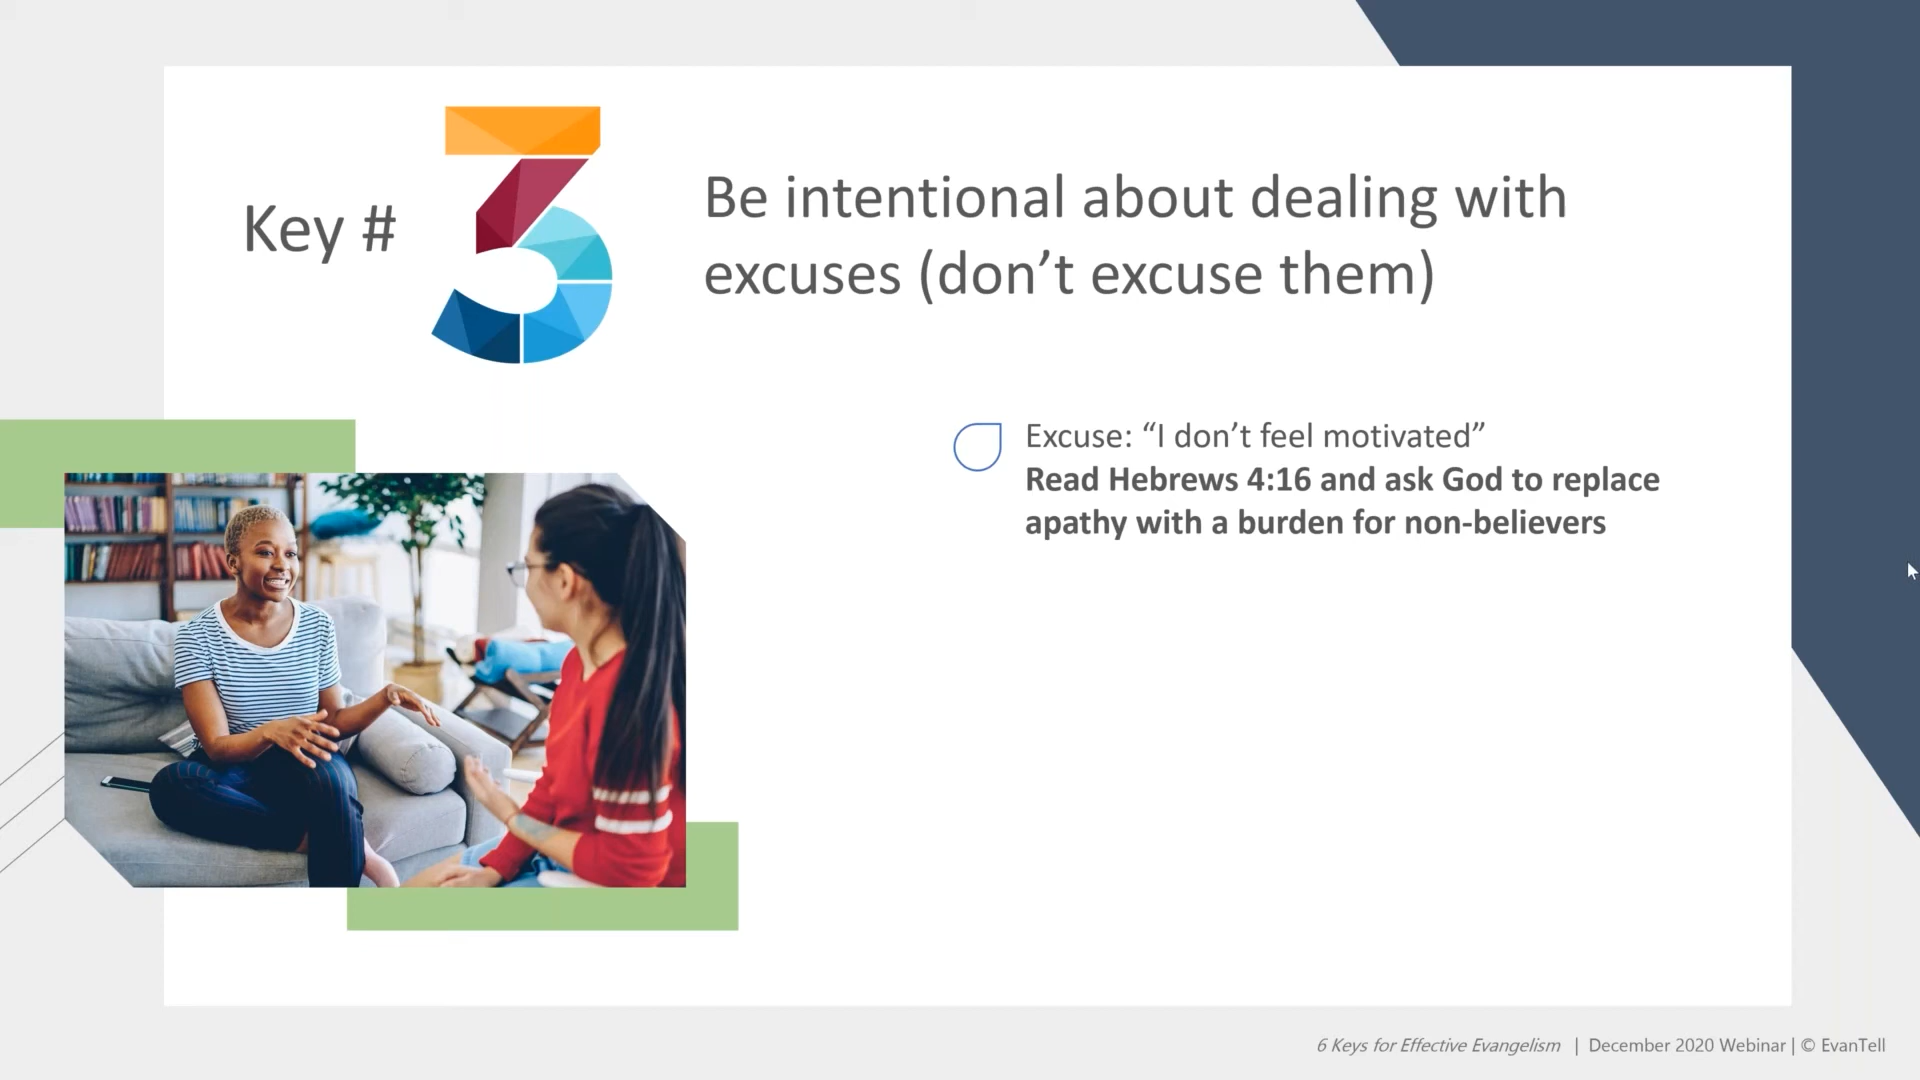 Key # 3
Be intentional about dealing with
excuses (don’t excuse them)
Excuse: “I don’t feel motivated”
Read Hebrews 4:16 and ask God to replace
apathy with a burden for non-believers
6 Keys for Effective Evangelism | December 2020 Webinar | © EvanTell